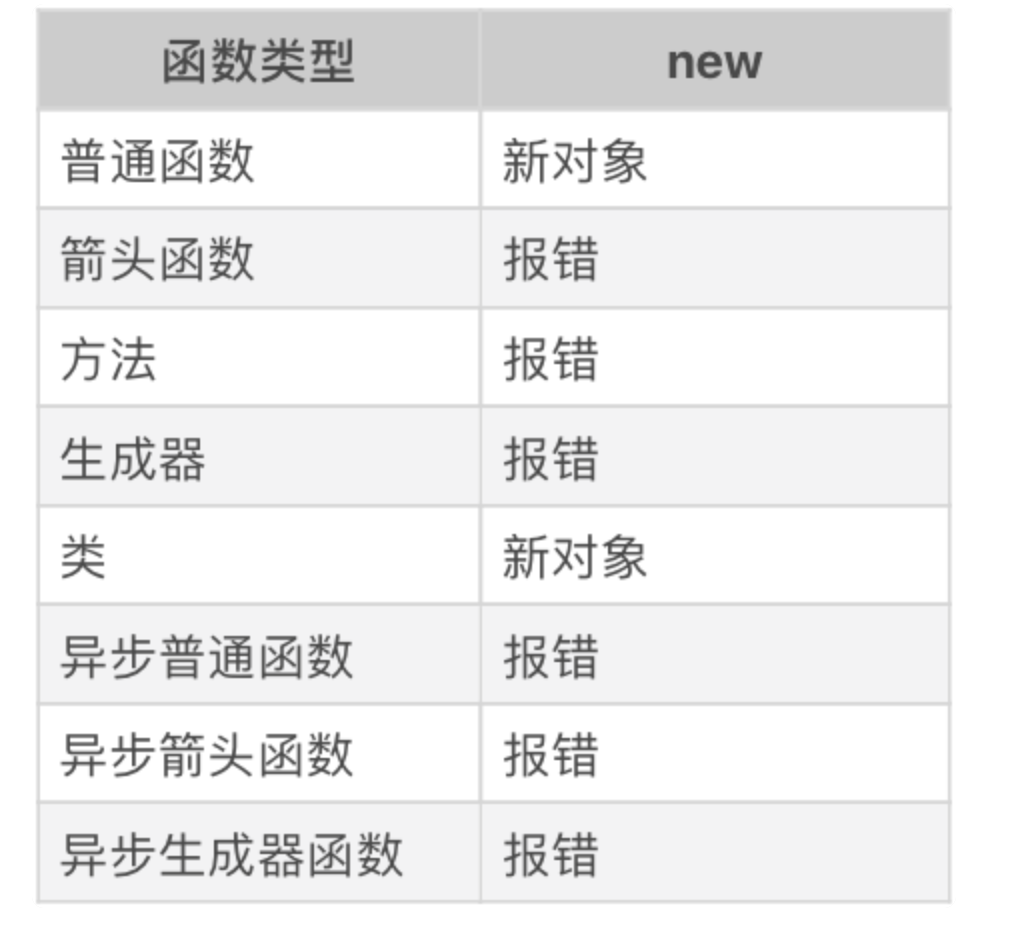 函数类型 new
普通函数 新对象
箭头函数 报错
方法 报错
生成器 报错
类 新对象
异步普通函数 报错
异步箭头函数 报错
异步生成器函数 报错